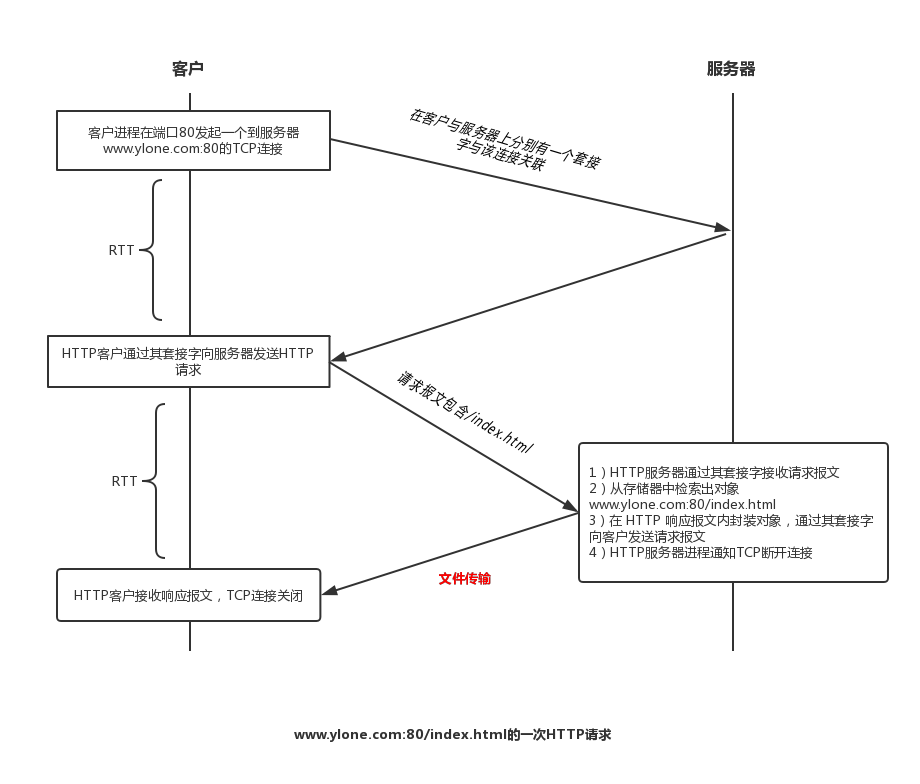 客户
服务器
客户进程在端口80发起一个到服务器
www.ylone.com:80的TCP连接
在客户与服务器上分别有一个套接
字与该连接关联
RTT
HTTP客户通过其套接字向服务器发送HTTP
请求
请求报文包含/index.html
RTT
1）HTTP服务器通过其套接字接收请求报文
2）从存储器中检索出对象
www.ylone.com:80/index.html
3）在 HTTP 响应报文内封装对象，通过其套接字
向客户发送请求报文
4）HTTP服务器进程通知TCP断开连接
文件传输
HTTP客户接收响应报文，TCP连接关闭
www.ylone.com:80/index.html的一次HTTP请求